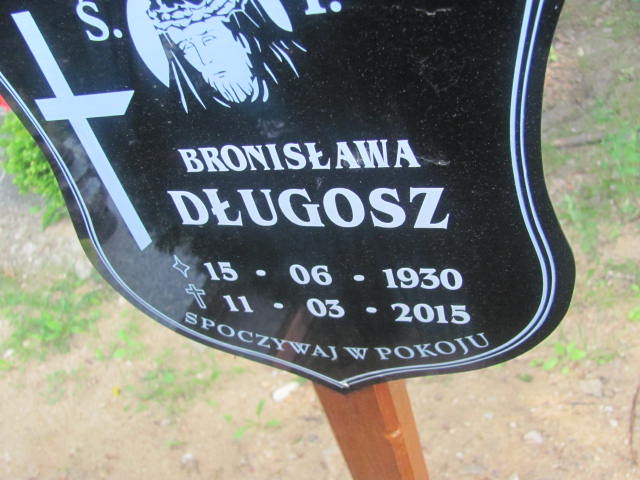 Ś. P.
BRONISŁAWA
DŁUGOSZ
15 • 06 • 1930
11 • 03 • 2015
SPOCZYWAJ W POKOJU